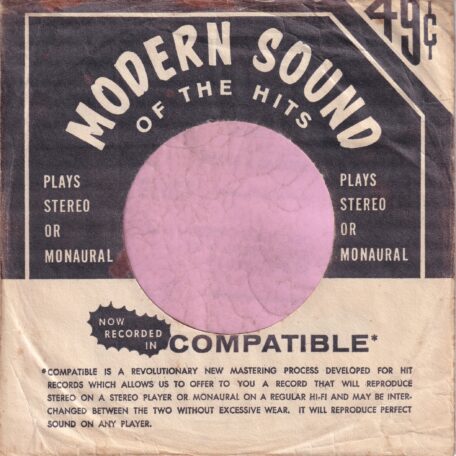 49¢
MODERN SOUND
OF THE HITS
PLAYS
STEREO
OR
MONAURAL
PLAYS
STEREO
OR
MONAURAL
NOW
RECORDED
IN
COMPATIBLE*
*COMPATIBLE IS A REVOLUTIONARY NEW MASTERING PROCESS DEVELOPED FOR HIT
RECORDS WHICH ALLOWS US TO OFFER TO YOU A RECORD THAT WILL REPRODUCE
STEREO ON A STEREO PLAYER OR MONAURAL ON A REGULAR HI-FI AND MAY BE INTER-
CHANGED BETWEEN THE TWO WITHOUT EXCESSIVE WEAR. IT WILL REPRODUCE PERFECT
SOUND ON ANY PLAYER.